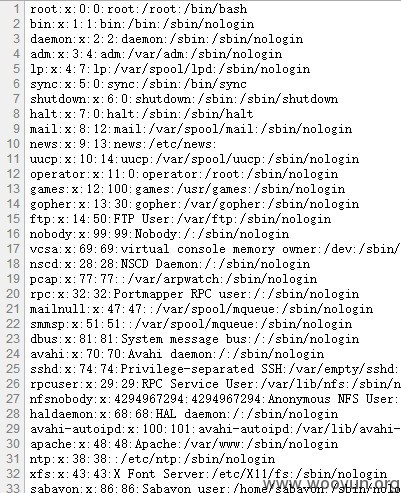 1 root:x:0:0:root:/root:/bin/bash
2 bin:x:1:1:bin:/bin:/sbin/nologin
3 daemon:x:2:2:daemon:/sbin:/sbin/nologin
4 adm:x:3:4:adm:/var/adm:/sbin/nologin
5 lp:x:4:7:lp:/var/spool/lpd:/sbin/nologin
6 sync:x:5:0:sync:/sbin:/bin/sync
7 shutdown:x:6:0:shutdown:/sbin:/sbin/shutdown
8 halt:x:7:0:halt:/sbin:/sbin/halt
9 mail:x:8:12:mail:/var/spool/mail:/sbin/nologin
10 news:x:9:13:news:/etc/news:
11 uucp:x:10:14:uucp:/var/spool/uucp:/sbin/nologin
12 operator:x:11:0:operator:/root:/sbin/nologin
13 games:x:12:100:games:/usr/games:/sbin/nologin
14 gopher:x:13:30:gopher:/var/gopher:/sbin/nologin
15 ftp:x:14:50:FTP User:/var/ftp:/sbin/nologin
16 nobody:x:99:99:Nobody:/:/sbin/nologin
17 vcsa:x:69:69:virtual console memory owner:/dev:/sbin/
18 nscd:x:28:28:NSCD Daemon:/:/sbin/nologin
19 pcap:x:77:77::/var/arpwatch:/sbin/nologin
20 rpc:x:32:32:Portmapper RPC user:/:/sbin/nologin
21 mailnull:x:47:47::/var/spool/mqueue:/sbin/nologin
22 smmsp:x:51:51::/var/spool/mqueue:/sbin/nologin
23 dbus:x:81:81:System message bus:/:/sbin/nologin
24 avahi:x:70:70:Avahi daemon:/:/sbin/nologin
25 sshd:x:74:74:Privilege-separated SSH:/var/empty/sshd:
26 rpcuser:x:29:29:RPC Service User:/var/lib/nfs:/sbin/n
27 nfsnobody:x:4294967294:4294967294:Anonymous NFS User:
28 haldaemon:x:68:68:HAL daemon:/:/sbin/nologin
29 avahi-autoipd:x:100:101:avahi-autoipd:/var/lib/avahi-
30 apache:x:48:48:Apache:/var/www:/sbin/nologin
31 ntp:x:38:38::/etc/ntp:/sbin/nologin
32 xfs:x:43:43:X Font Server:/etc/X11/fs:/sbin/nologin
33 sabayon:x:86:86:Sabayon user:/home/sabayon:/sbin/
www.wooyun.org